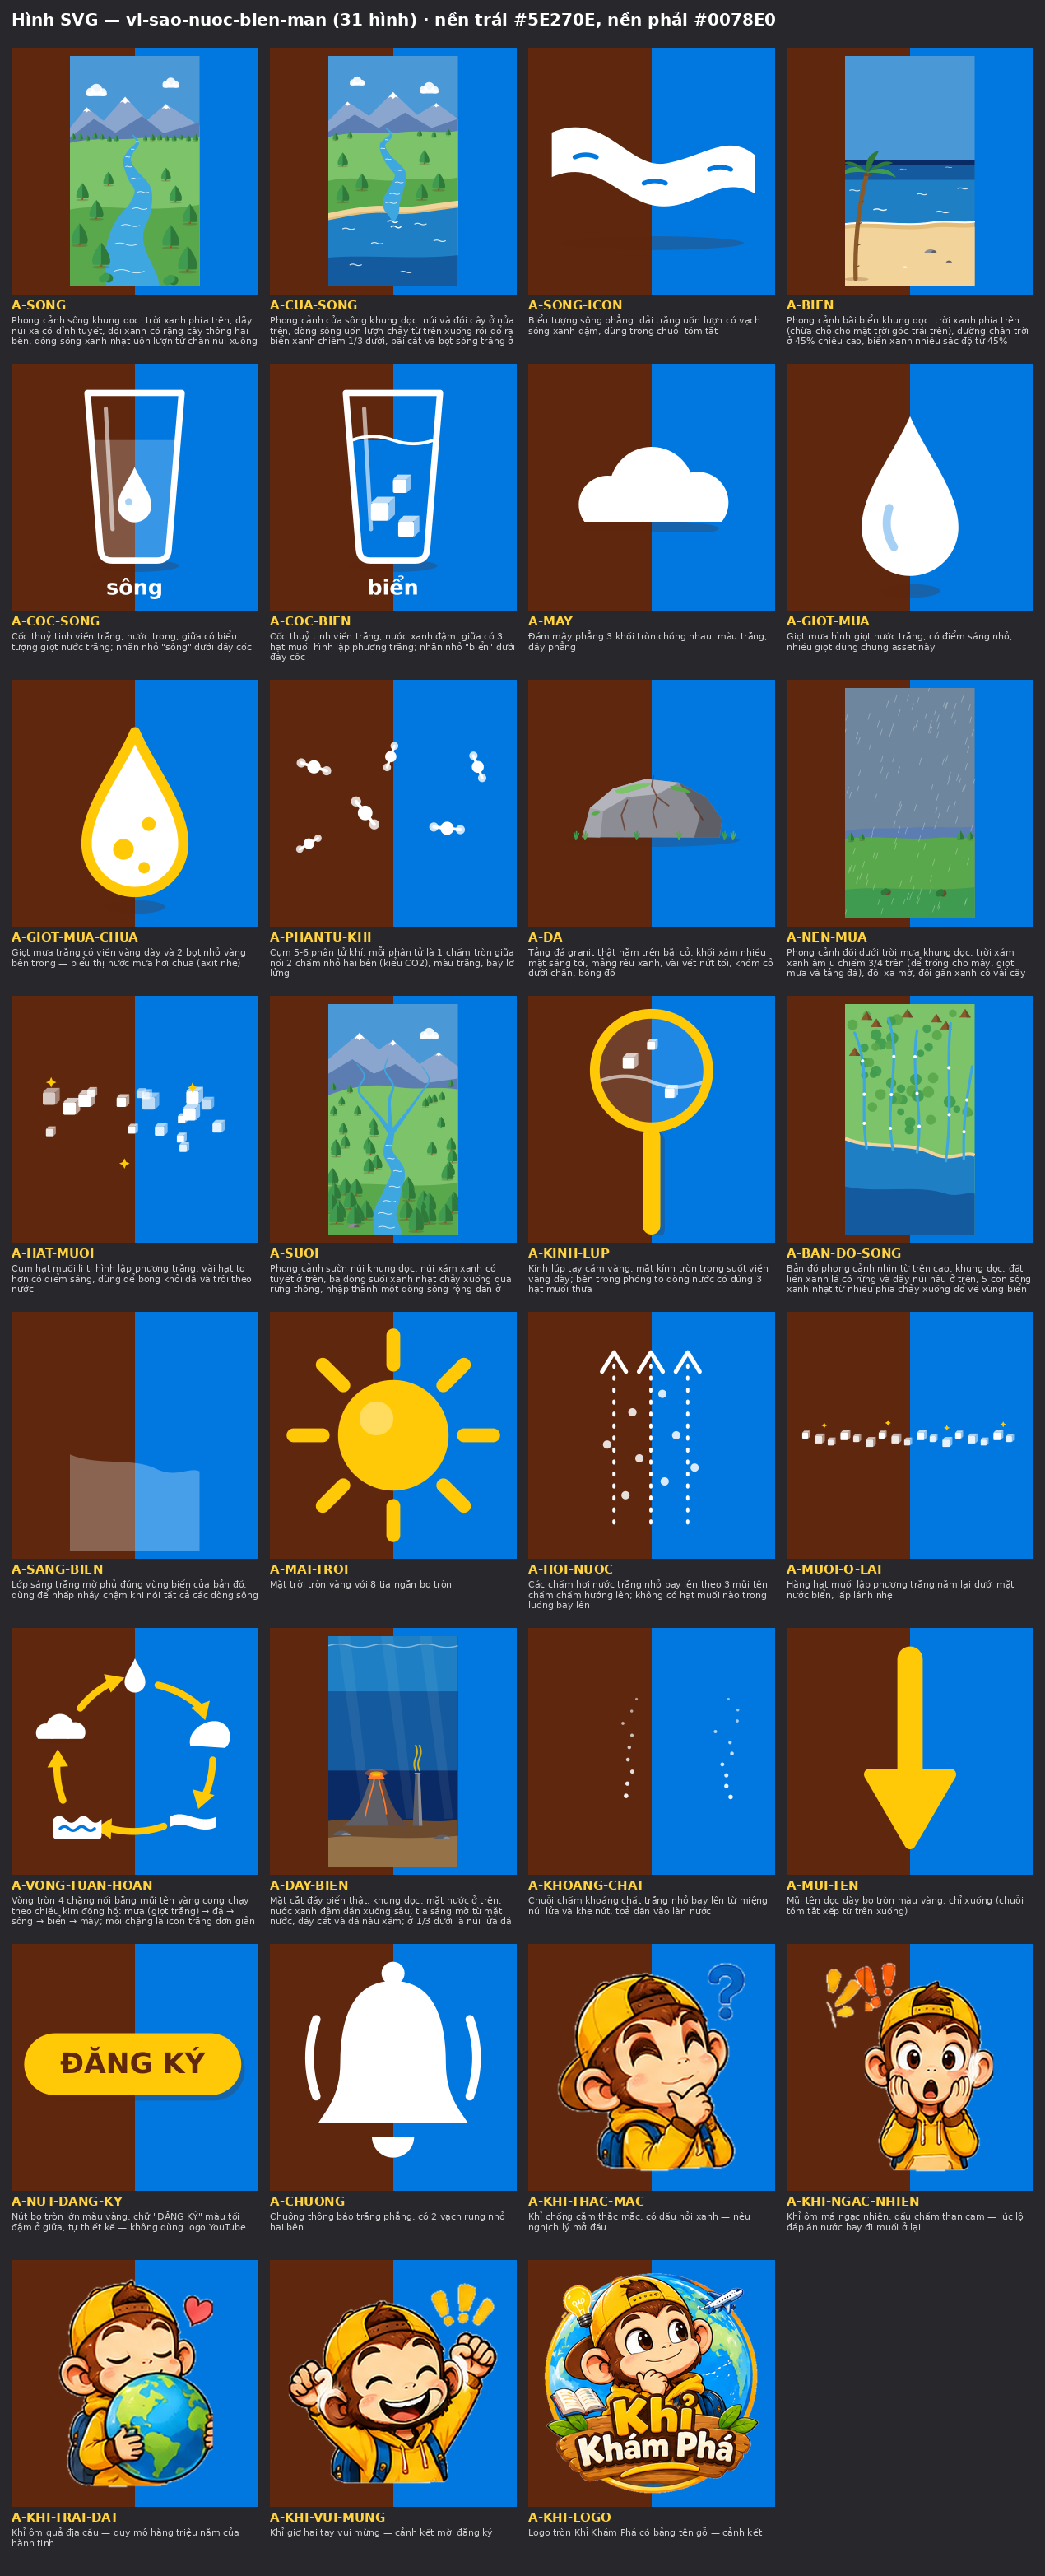 Hình SVG — vi-sao-nuoc-bien-man (31 hình) · nền trái #5E270E, nền phải #0078E0
A-SONG
Phong cảnh sông khung dọc: trời xanh phía trên, dãy
núi xa có đỉnh tuyết, đồi xanh có rặng cây thông hai
bên, dòng sông xanh nhạt uốn lượn từ chân núi xuống
A-CUA-SONG
Phong cảnh cửa sông khung dọc: núi và đồi cây ở nửa
trên, dòng sông uốn lượn chảy từ trên xuống rồi đổ ra
biển xanh chiếm 1/3 dưới, bãi cát và bọt sóng trắng ở
A-SONG-ICON
Biểu tượng sông phẳng: dải trắng uốn lượn có vạch
sóng xanh đậm, dùng trong chuỗi tóm tắt
A-BIEN
Phong cảnh bãi biển khung dọc: trời xanh phía trên
(chừa chỗ cho mặt trời góc trái trên), đường chân trời
ở 45% chiều cao, biển xanh nhiều sắc độ từ 45%
sông
A-COC-SONG
Cốc thuỷ tinh viền trắng, nước trong, giữa có biểu
tượng giọt nước trắng; nhãn nhỏ "sông" dưới đáy cốc
biển
A-COC-BIEN
Cốc thuỷ tinh viền trắng, nước xanh đậm, giữa có 3
hạt muối hình lập phương trắng; nhãn nhỏ "biển" dưới
đáy cốc
A-MAY
Đám mây phẳng 3 khối tròn chồng nhau, màu trắng,
đáy phẳng
A-GIOT-MUA
Giọt mưa hình giọt nước trắng, có điểm sáng nhỏ;
nhiều giọt dùng chung asset này
A-GIOT-MUA-CHUA
Giọt mưa trắng có viền vàng dày và 2 bọt nhỏ vàng
bên trong — biểu thị nước mưa hơi chua (axit nhẹ)
A-PHANTU-KHI
Cụm 5-6 phân tử khí: mỗi phân tử là 1 chấm tròn giữa
nối 2 chấm nhỏ hai bên (kiểu CO2), màu trắng, bay lơ
lửng
A-DA
Tảng đá granit thật nằm trên bãi cỏ: khối xám nhiều
mặt sáng tối, mảng rêu xanh, vài vết nứt tối, khóm cỏ
dưới chân, bóng đổ
A-NEN-MUA
Phong cảnh đồi dưới trời mưa khung dọc: trời xám
xanh âm u chiếm 3/4 trên (để trống cho mây, giọt
mưa và tảng đá), đồi xa mờ, đồi gần xanh có vài cây
A-HAT-MUOI
Cụm hạt muối li ti hình lập phương trắng, vài hạt to
hơn có điểm sáng, dùng để bong khỏi đá và trôi theo
nước
A-SUOI
Phong cảnh sườn núi khung dọc: núi xám xanh có
tuyết ở trên, ba dòng suối xanh nhạt chảy xuống qua
rừng thông, nhập thành một dòng sông rộng dần ở
A-KINH-LUP
Kính lúp tay cầm vàng, mắt kính tròn trong suốt viền
vàng dày; bên trong phóng to dòng nước có đúng 3
hạt muối thưa
A-BAN-DO-SONG
Bản đồ phong cảnh nhìn từ trên cao, khung dọc: đất
liền xanh lá có rừng và dãy núi nâu ở trên, 5 con sông
xanh nhạt từ nhiều phía chảy xuống đổ về vùng biển
A-SANG-BIEN
Lớp sáng trắng mờ phủ đúng vùng biển của bản đồ,
dùng để nhấp nháy chậm khi nói tất cả các dòng sông
A-MAT-TROI
Mặt trời tròn vàng với 8 tia ngắn bo tròn
A-HOI-NUOC
Các chấm hơi nước trắng nhỏ bay lên theo 3 mũi tên
chấm chấm hướng lên; không có hạt muối nào trong
luồng bay lên
A-MUOI-O-LAI
Hàng hạt muối lập phương trắng nằm lại dưới mặt
nước biển, lấp lánh nhẹ
A-VONG-TUAN-HOAN
Vòng tròn 4 chặng nối bằng mũi tên vàng cong chạy
theo chiều kim đồng hồ: mưa (giọt trắng) → đá →
sông → biển → mây; mỗi chặng là icon trắng đơn giản
A-DAY-BIEN
Mặt cắt đáy biển thật, khung dọc: mặt nước ở trên,
nước xanh đậm dần xuống sâu, tia sáng mờ từ mặt
nước, đáy cát và đá nâu xám; ở 1/3 dưới là núi lửa đá
A-KHOANG-CHAT
Chuỗi chấm khoáng chất trắng nhỏ bay lên từ miệng
núi lửa và khe nứt, toả dần vào làn nước
A-MUI-TEN
Mũi tên dọc dày bo tròn màu vàng, chỉ xuống (chuỗi
tóm tắt xếp từ trên xuống)
ĐĂNG KÝ
A-NUT-DANG-KY
Nút bo tròn lớn màu vàng, chữ "ĐĂNG KÝ" màu tối
đậm ở giữa, tự thiết kế — không dùng logo YouTube
A-CHUONG
Chuông thông báo trắng phẳng, có 2 vạch rung nhỏ
hai bên
A-KHI-THAC-MAC
Khỉ chống cằm thắc mắc, có dấu hỏi xanh — nêu
nghịch lý mở đầu
A-KHI-NGAC-NHIEN
Khỉ ôm má ngạc nhiên, dấu chấm than cam — lúc lộ
đáp án nước bay đi muối ở lại
A-KHI-TRAI-DAT
Khỉ ôm quả địa cầu — quy mô hàng triệu năm của
hành tinh
A-KHI-VUI-MUNG
Khỉ giơ hai tay vui mừng — cảnh kết mời đăng ký
Khỉ
Khám Phá
A-KHI-LOGO
Logo tròn Khỉ Khám Phá có bảng tên gỗ — cảnh kết